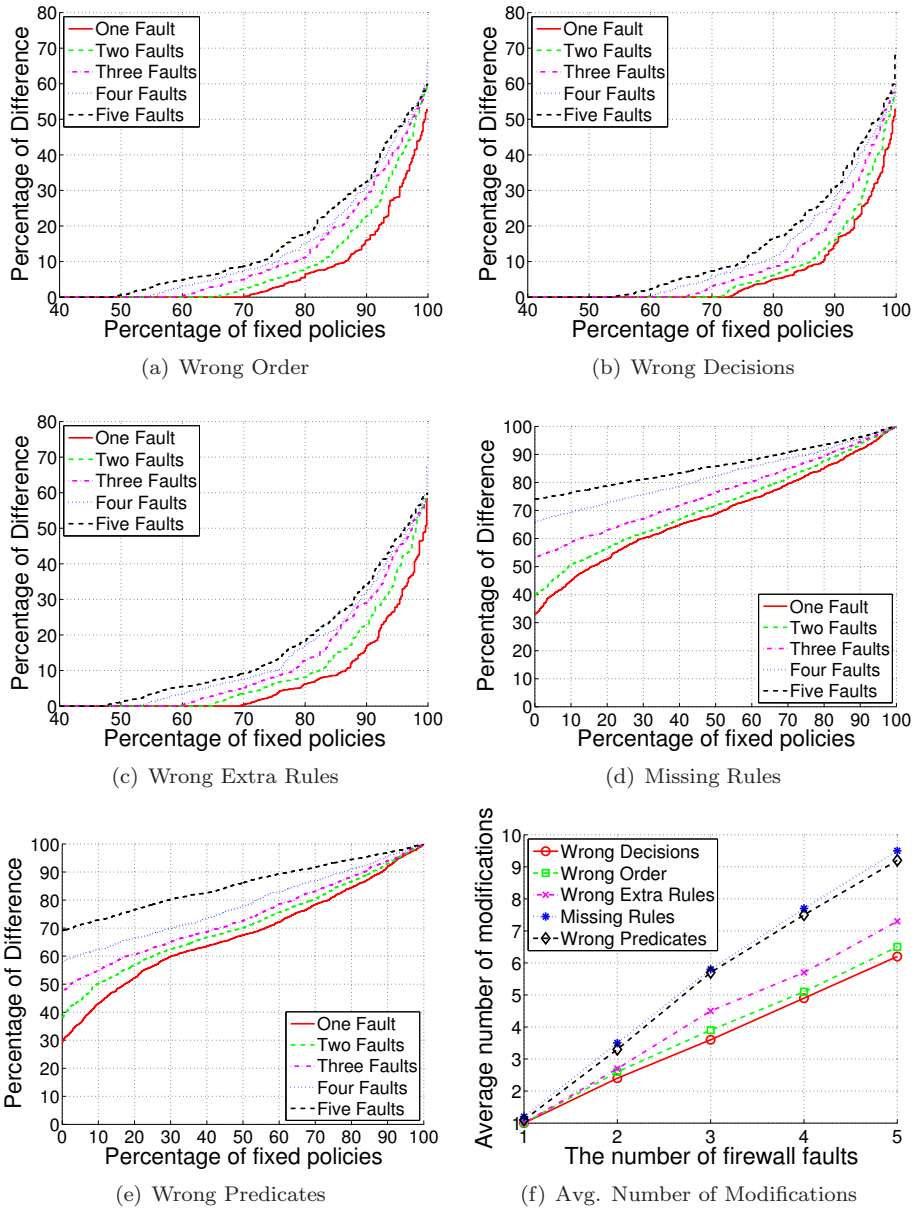 Percentage of Difference
80
70
60
50
40
30
20
10
0
One Fault
Two Faults
Three Faults
Four Faults
Five Faults
40 50 60 70 80 90 100
Percentage of fixed policies
(a) Wrong Order
Percentage of Difference
80
70
60
50
40
30
20
10
0
One Fault
Two Faults
Three Faults
Four Faults
Five Faults
40 50 60 70 80 90 100
Percentage of fixed policies
(b) Wrong Decisions
Percentage of Difference
80
70
60
50
40
30
20
10
0
One Fault
Two Faults
Three Faults
Four Faults
Five Faults
40 50 60 70 80 90 100
Percentage of fixed policies
(c) Wrong Extra Rules
Percentage of Difference
100
90
80
70
60
50
40
30
20
10
0
One Fault
Two Faults
Three Faults
Four Faults
Five Faults
0 10 20 30 40 50 60 70 80 90 100
Percentage of fixed policies
(d) Missing Rules
Percentage of Difference
100
90
80
70
60
50
40
30
20
10
0
One Fault
Two Faults
Three Faults
Four Faults
Five Faults
0 10 20 30 40 50 60 70 80 90 100
Percentage of fixed policies
(e) Wrong Predicates
Average number of modifications
10
9
8
7
6
5
4
3
2
1
Wrong Decisions
Wrong Order
Wrong Extra Rules
Missing Rules
Wrong Predicates
1 2 3 4 5
The number of firewall faults
(f) Avg. Number of Modifications